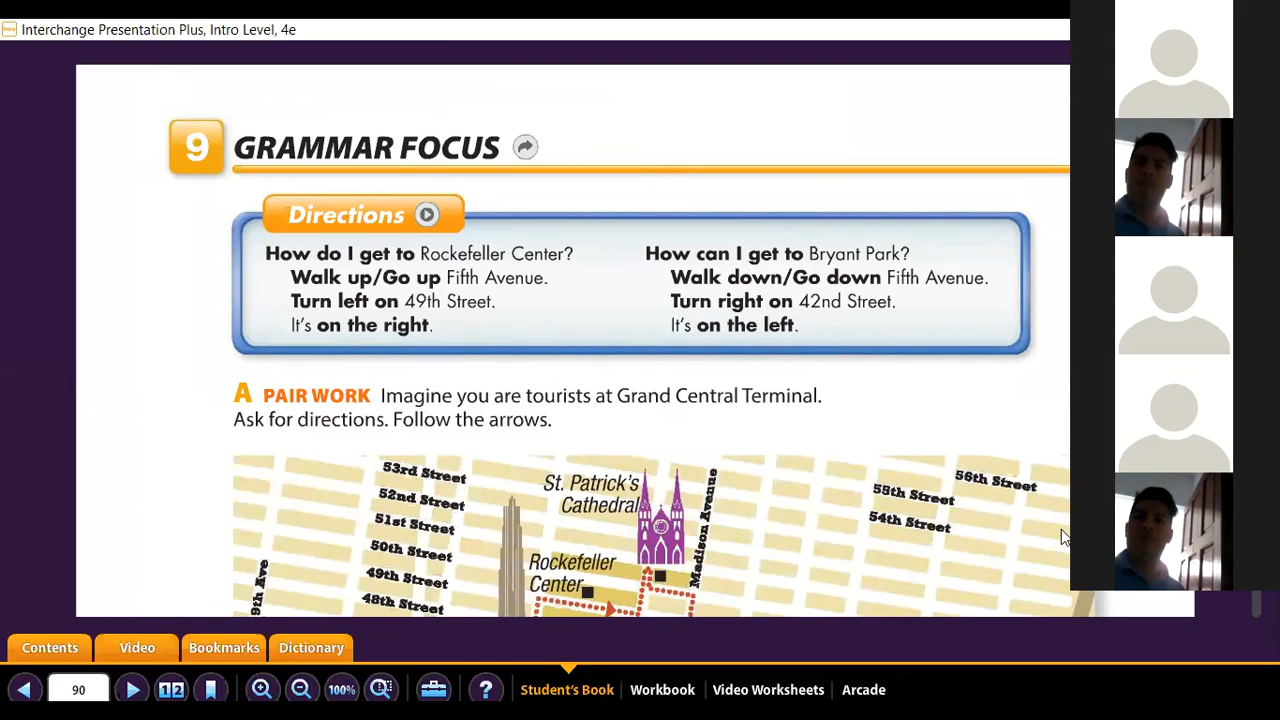 Interchange Presentation Plus, Intro Level, 4e
9 GRAMMAR FOCUS
Directions
How do I get to Rockefeller Center?
Walk up/Go up Fifth Avenue.
Turn left on 49th Street.
It's on the right.
How can I get to Bryant Park?
Walk down/Go down Fifth Avenue.
Turn right on 42nd Street.
It's on the left.
A PAIR WORK Imagine you are tourists at Grand Central Terminal.
Ask for directions. Follow the arrows.
53rd Street
52nd Street
51st Street
50th Street
49th Street
48th Street
9th Ave
St. Patrick's
Cathedral
Rockefeller
Center
Madison Avenue
56th Street
55th Street
54th Street
Contents
Video
Bookmarks
Dictionary
90
12
100%
?
Student's Book
Workbook
Video Worksheets
Arcade